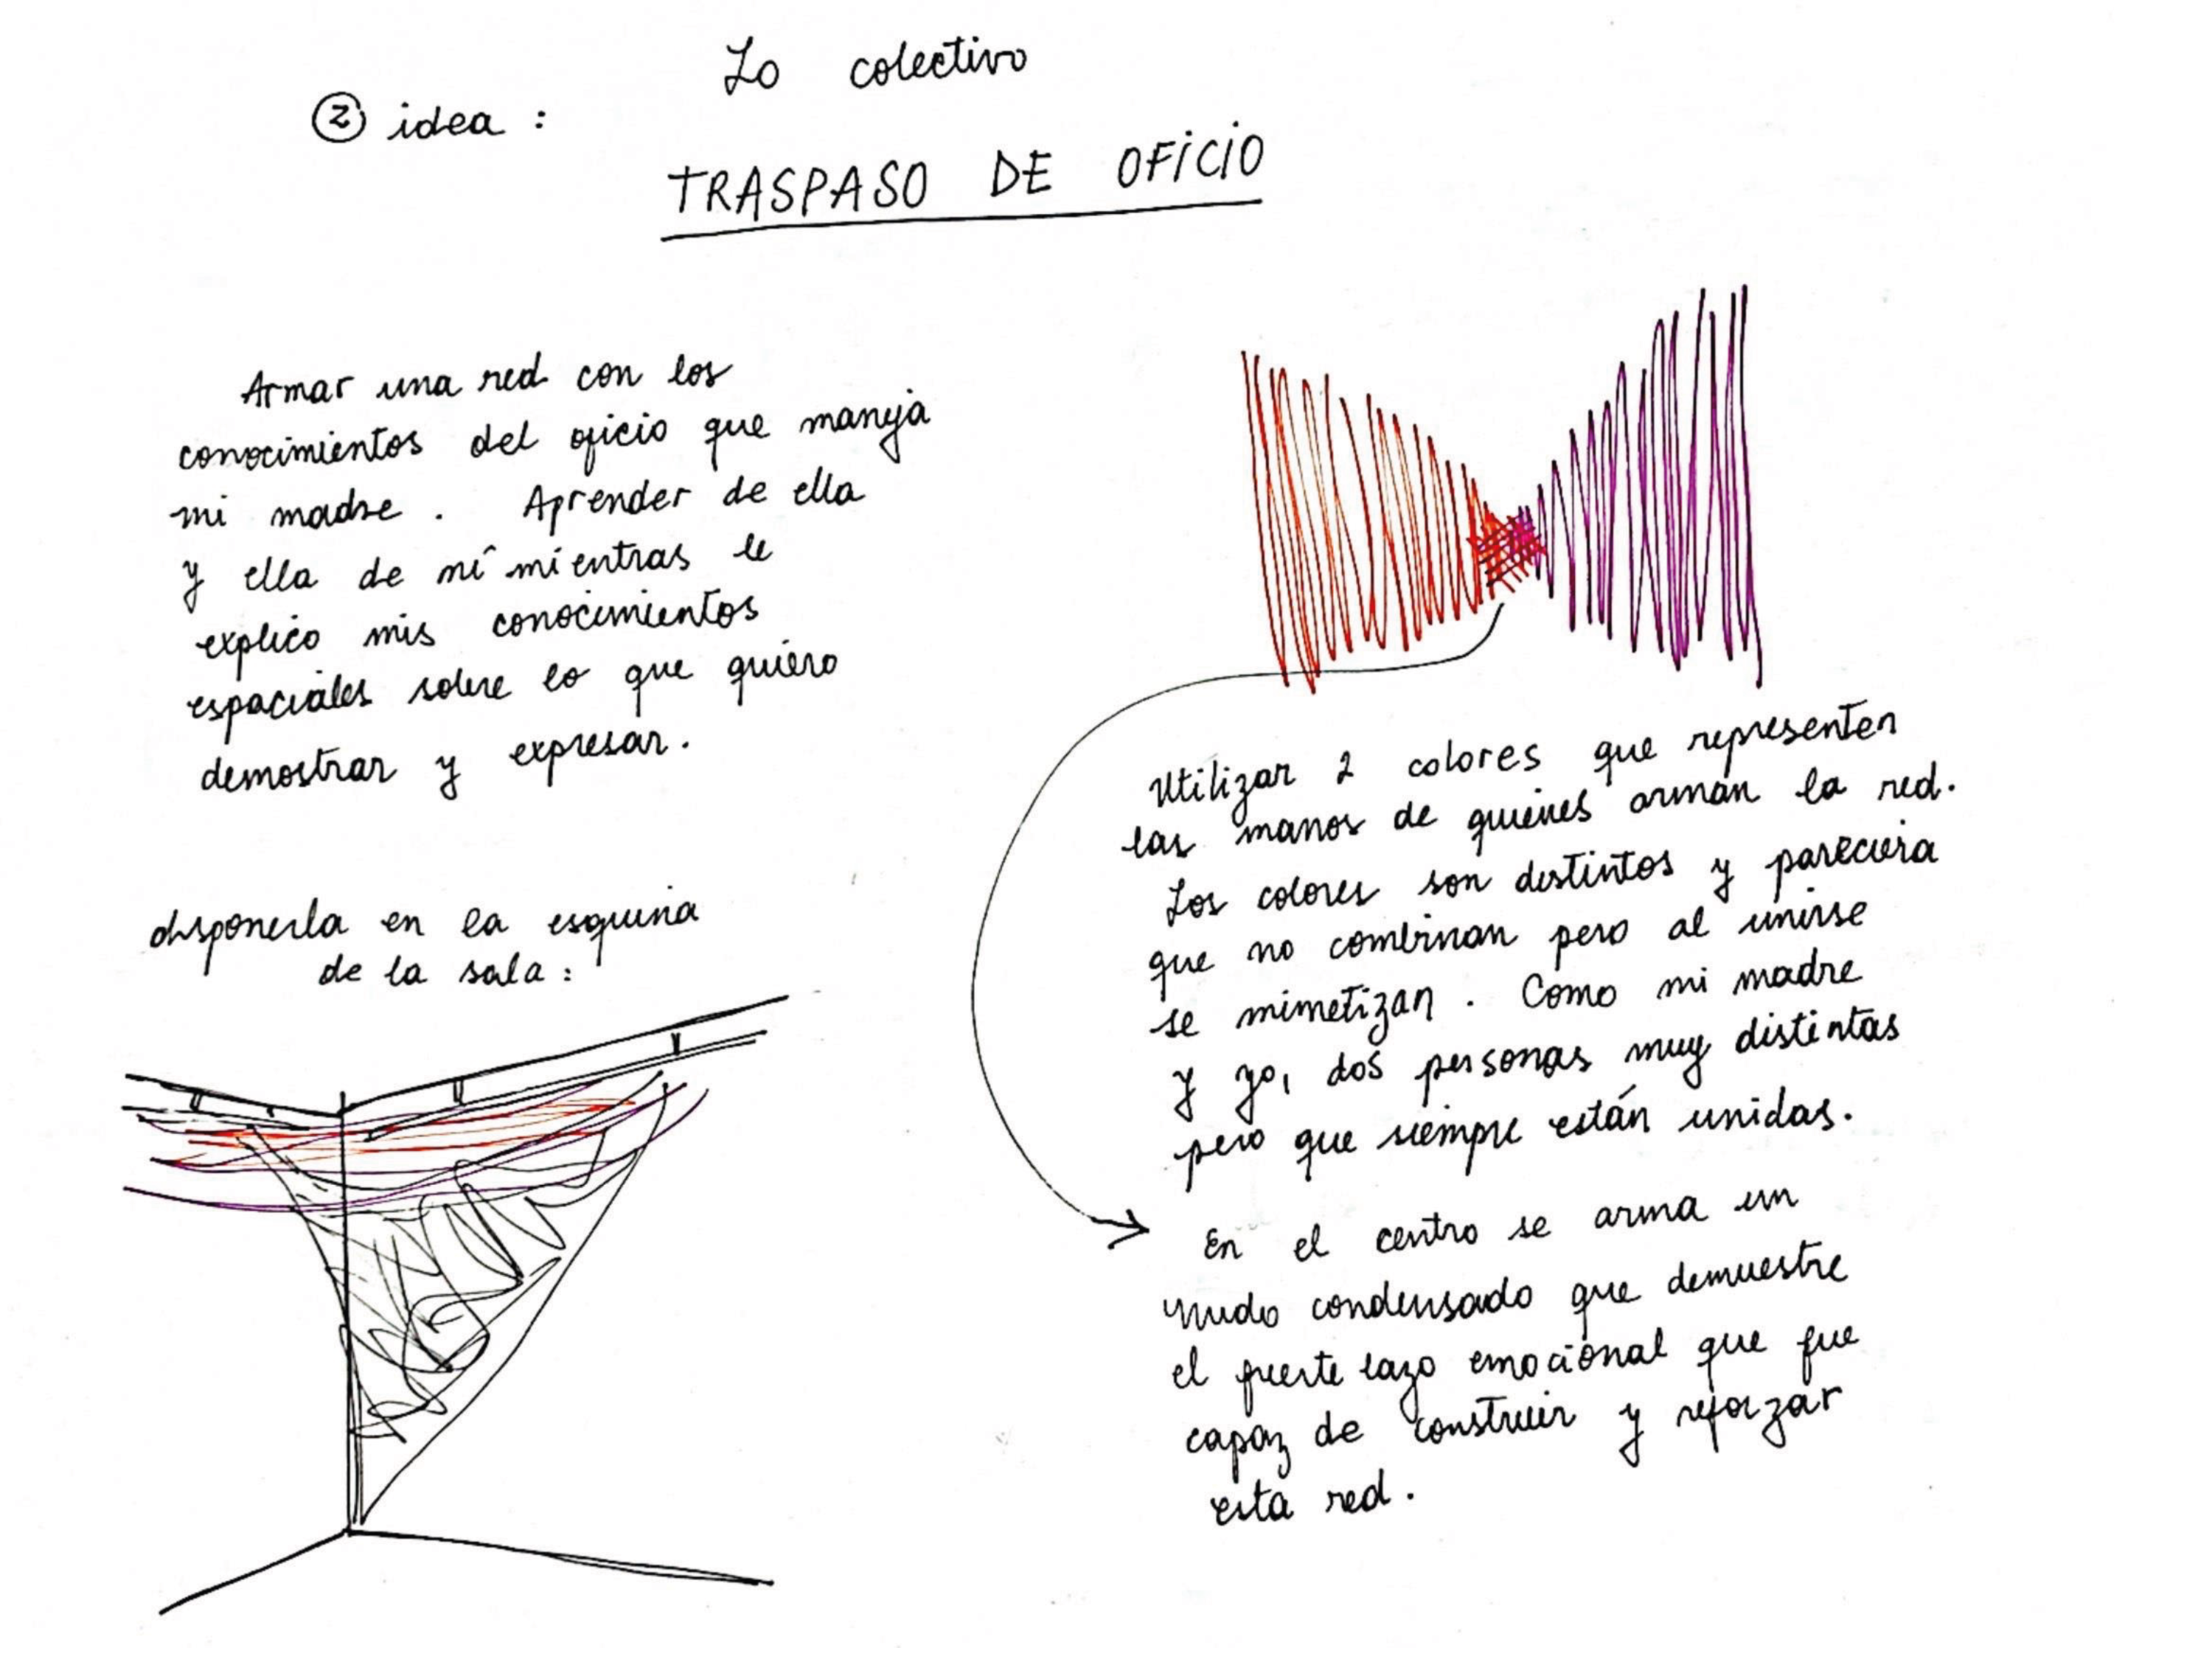 Lo colectivo
② idea :
TRASPASO DE OFICIO
Armar una red con los
conocimientos del oficio que maneja
mi madre . Aprender de ella
y ella de mí mientras le
explico mis conocimientos
espaciales sobre lo que quiero
demostrar y expresar.
disponerla en la esquina
de la sala :
Utilizar 2 colores que representen
las manos de quienes arman la red.
Los colores son distintos y pareciera
que no combinan pero al unirse
se mimetizan . Como mi madre
y yo, dos personas muy distintas
pero que siempre están unidas.
En el centro se arma un
nudo condensado que demuestre
el fuerte lazo emocional que fue
capaz de construir y reforzar
esta red .